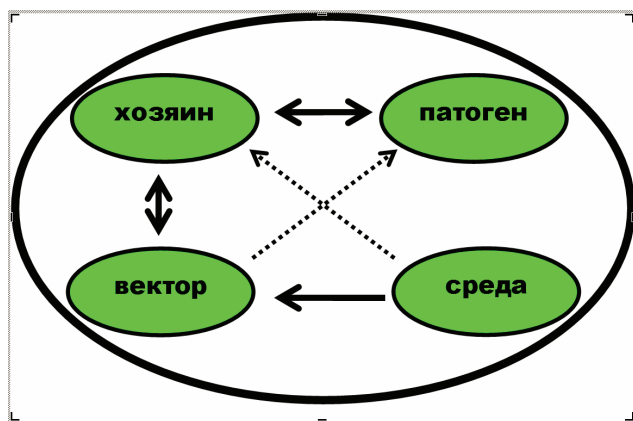 хозяин
патоген
вектор
среда